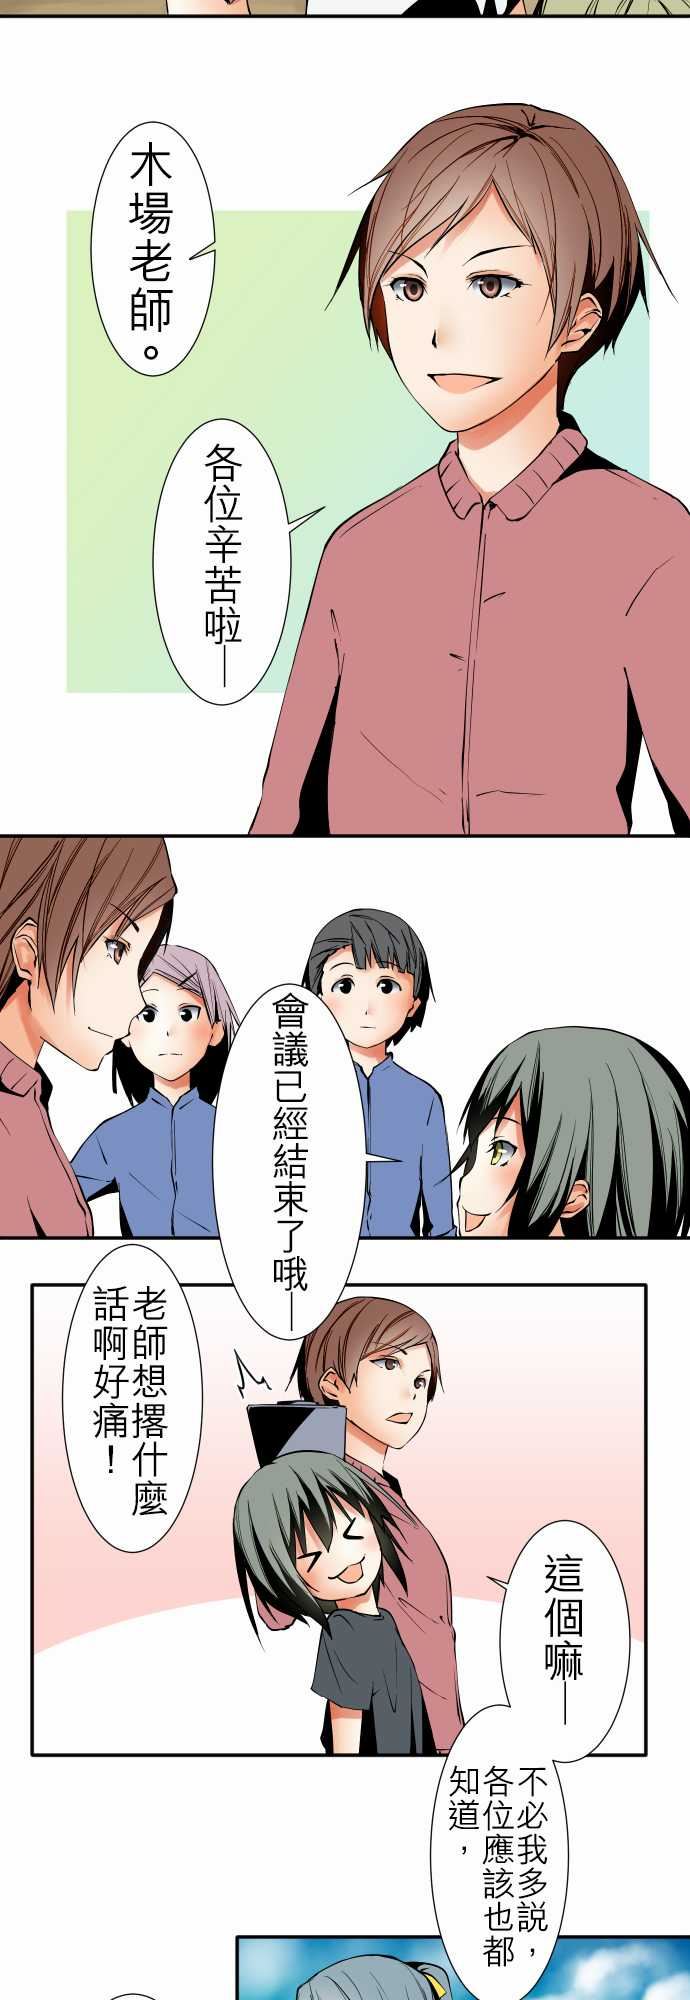 木場老師。
各位辛苦啦—
會議已經結束了哦—
老師想撂什麼
話啊好痛！
這個嘛—
不必我多説，
各位應該也都
知道，